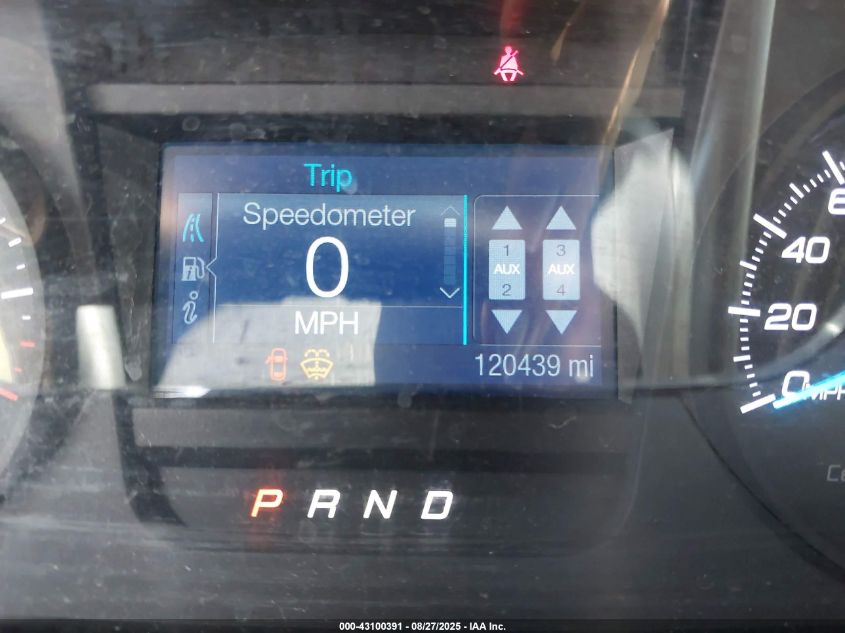 Trip
Speedometer
0
MPH
1
AUX
2
3
AUX
4
120439 mi
40
20
0
MPH
P R N D
000-43100391 - 08/27/2025 - IAA Inc.